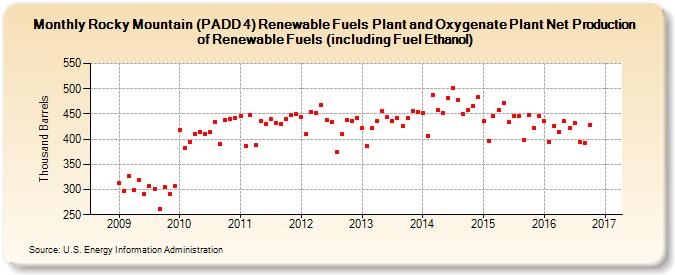 Monthly Rocky Mountain (PADD 4) Renewable Fuels Plant and Oxygenate Plant Net Production
of Renewable Fuels (including Fuel Ethanol)
Thousand Barrels
550
500
450
400
350
300
250
2009 2010 2011 2012 2013 2014 2015 2016 2017
Source: U.S. Energy Information Administration